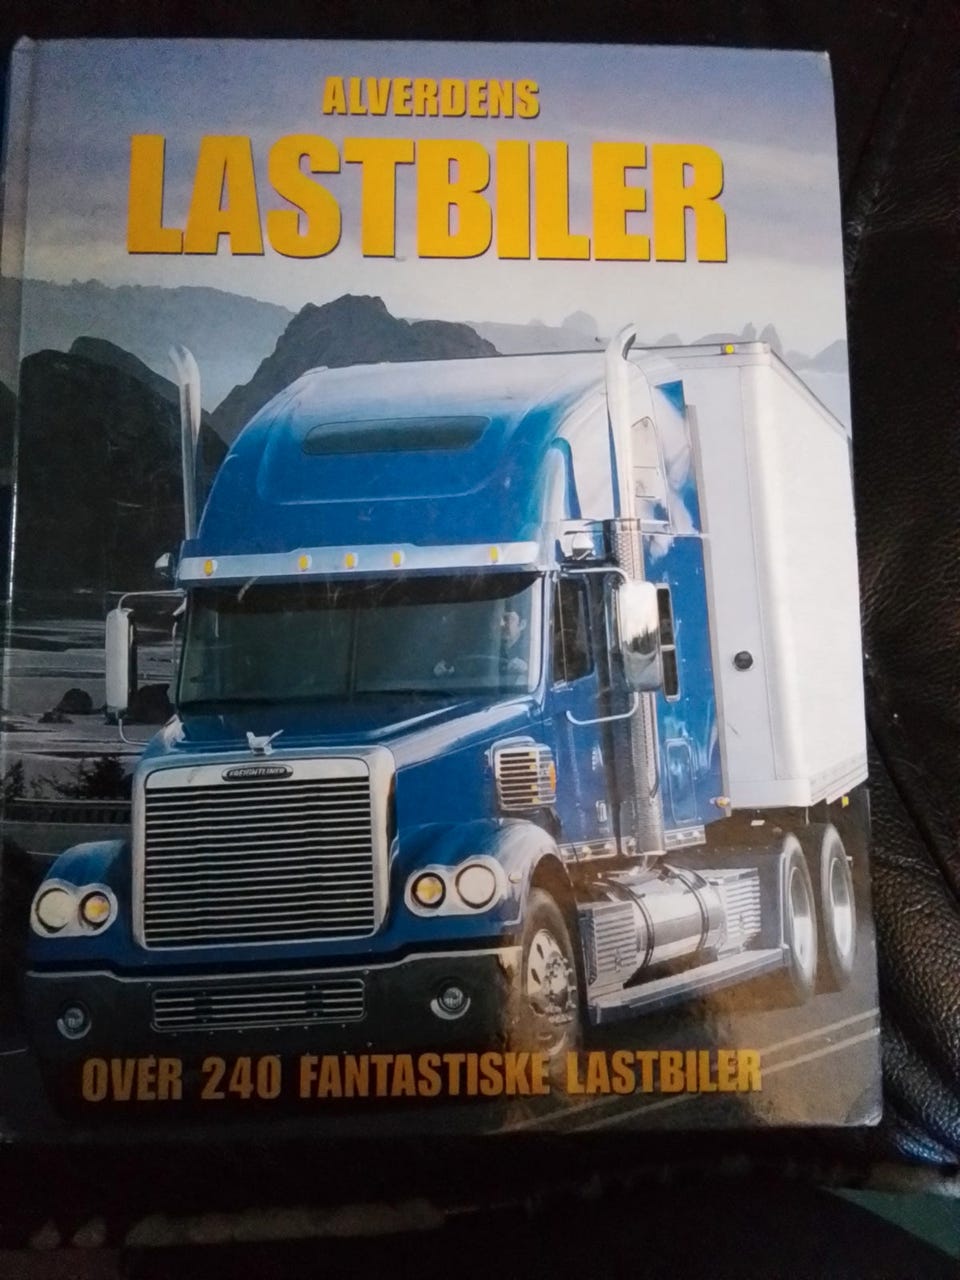 ALVERDENS
LASTBILER
FREIGHTLINER
OVER 240 FANTASTISKE LASTBILER